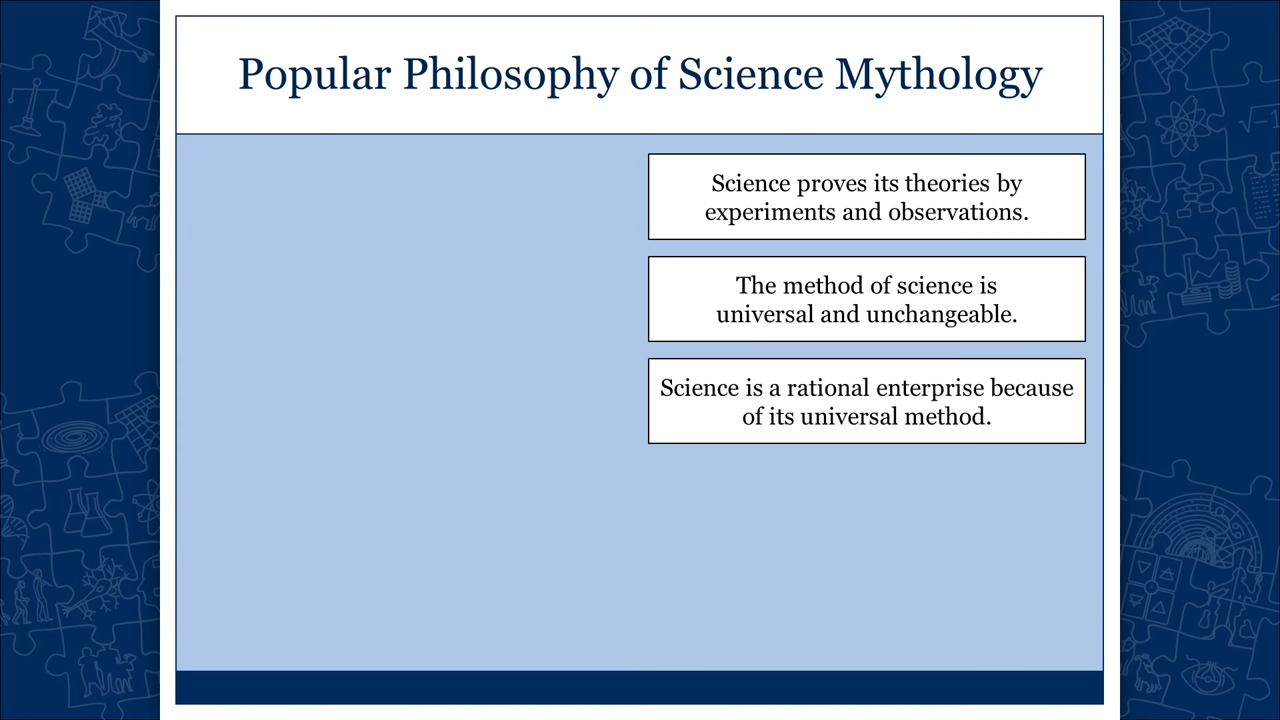 Popular Philosophy of Science Mythology
Science proves its theories by
experiments and observations.
The method of science is
universal and unchangeable.
Science is a rational enterprise because
of its universal method.
√-1